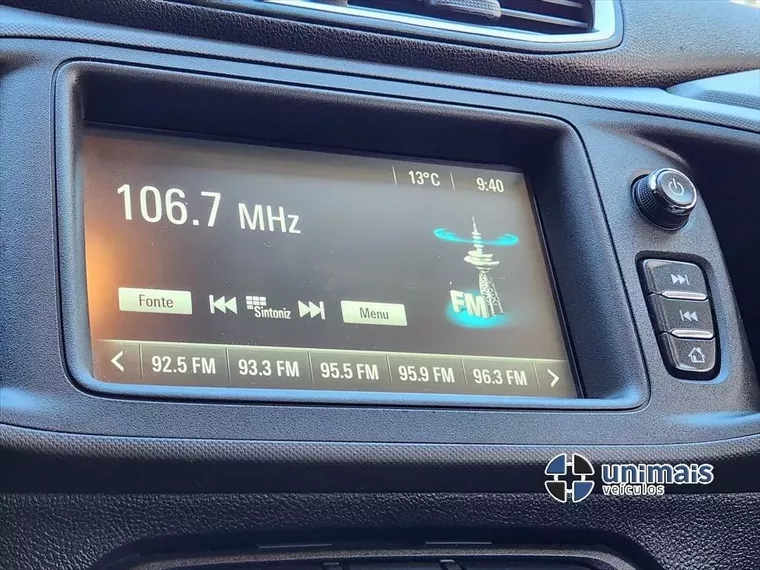 13°C 9:40
106.7 MHz
FM
Fonte Sintoniz Menu
92.5 FM 93.3 FM 95.5 FM 95.9 FM 96.3 FM
unimais
veículos